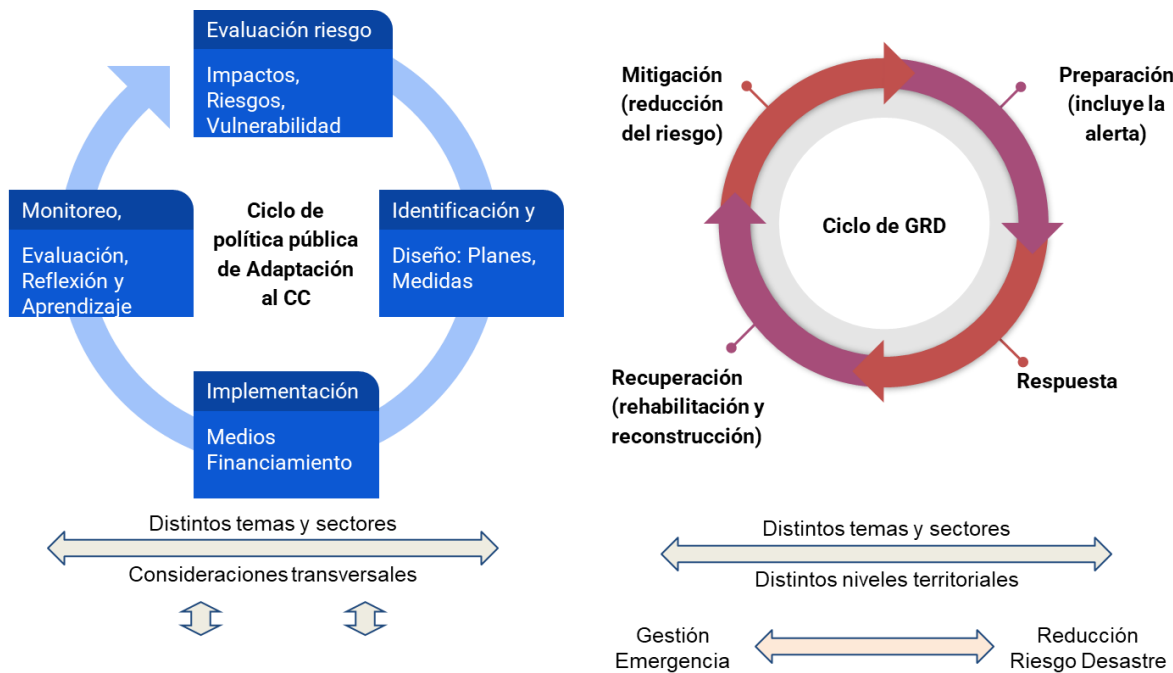 Evaluación riesgo
Impactos,
Riesgos,
Vulnerabilidad
Monitoreo,
Evaluación,
Reflexión y
Aprendizaje
Ciclo de
política pública
de Adaptación
al CC
Identificación y
Diseño: Planes,
Medidas
Implementación
Medios
Financiamiento
Distintos temas y sectores
Consideraciones transversales
Mitigación
(reducción
del riesgo)
Preparación
(incluye la
alerta)
Ciclo de GRD
Recuperación
(rehabilitación y
reconstrucción)
Respuesta
Distintos temas y sectores
Distintos niveles territoriales
Gestión
Emergencia
Reducción
Riesgo Desastre